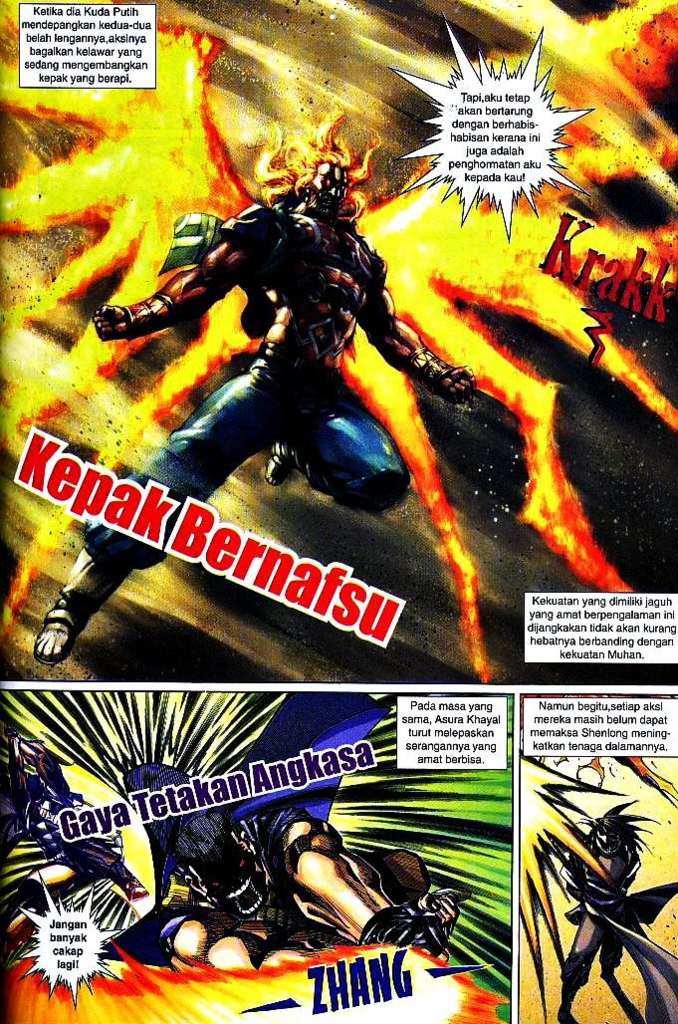 Ketika dia Kuda Putih
mendepangkan kedua-dua
belah lengannya,aksinya
bagaikan kelawar yang
sedang mengembangkan
kepak yang berapi.
Tapi,aku tetap
akan bertarung
dengan berhabis-
habisan kerana ini
juga adalah
penghormatan aku
kepada kau!
Krakk
Kepak Bernafsu
Kekuatan yang dimiliki jaguh
yang amat berpengalaman ini
dijangkakan tidak akan kurang
hebatnya berbanding dengan
kekuatan Muhan.
Pada masa yang
sama, Asura Khayal
turut melepaskan
serangannya yang
amat berbisa.
Gaya Tetakan Angkasa
Jangan
banyak
cakap
lagi!
ZHANG
Namun begitu,setiap aksi
mereka masih belum dapat
memaksa Shenlong mening-
katkan tenaga dalamannya.